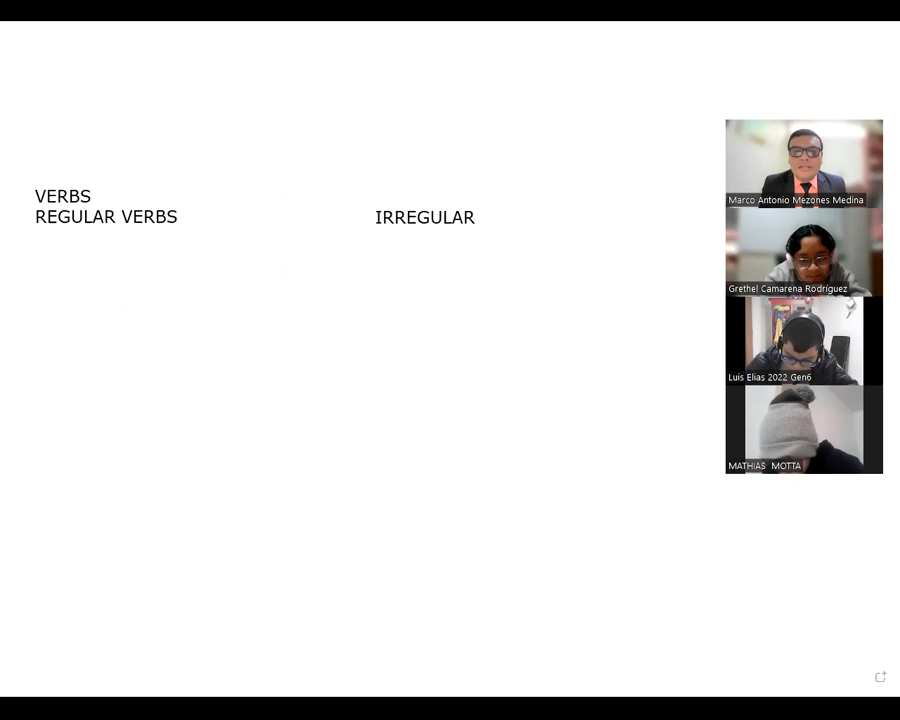 VERBS
REGULAR VERBS
IRREGULAR
Marco Antonio Mezones Medina
Grethel Camarena Rodríguez
Luis Elias 2022 Gen6
MATHIAS MOTTA